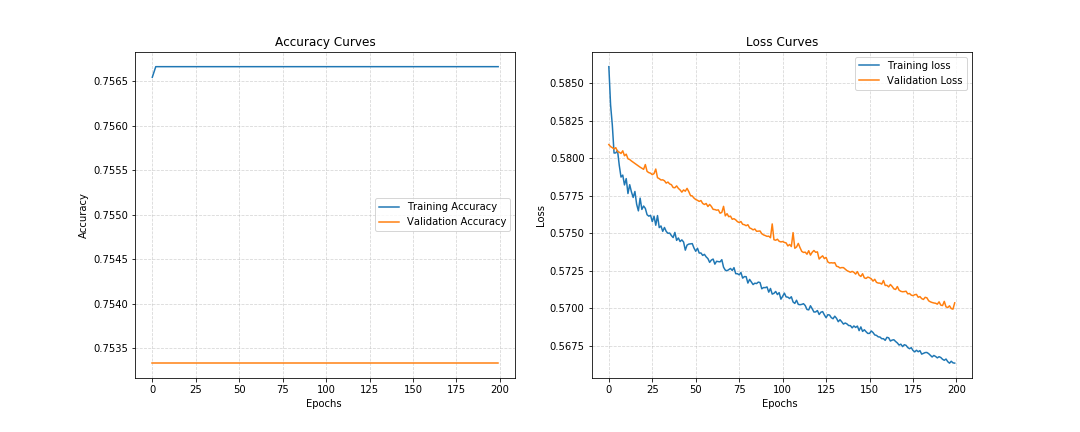 Accuracy Curves
0.7565
0.7560
0.7555
0.7550
0.7545
0.7540
0.7535
Accuracy
Training Accuracy
Validation Accuracy
0 25 50 75 100 125 150 175 200
Epochs
Loss Curves
0.5850
0.5825
0.5800
0.5775
0.5750
0.5725
0.5700
0.5675
Loss
Training loss
Validation Loss
0 25 50 75 100 125 150 175 200
Epochs